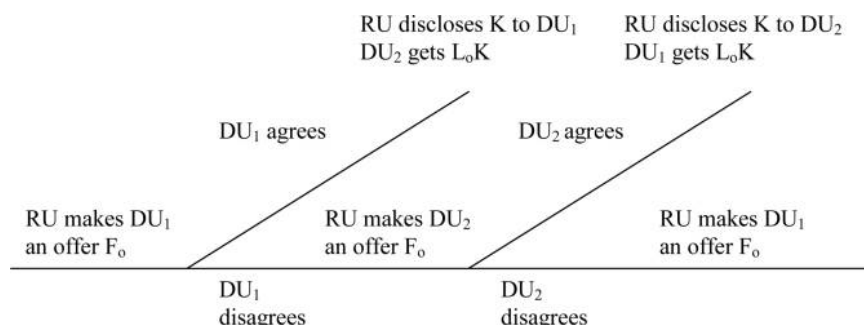 RU discloses K to DU₁
DU₂ gets LₒK
RU discloses K to DU₂
DU₁ gets LₒK
DU₁ agrees
DU₂ agrees
RU makes DU₁
an offer Fₒ
RU makes DU₂
an offer Fₒ
RU makes DU₁
an offer Fₒ
DU₁
disagrees
DU₂
disagrees